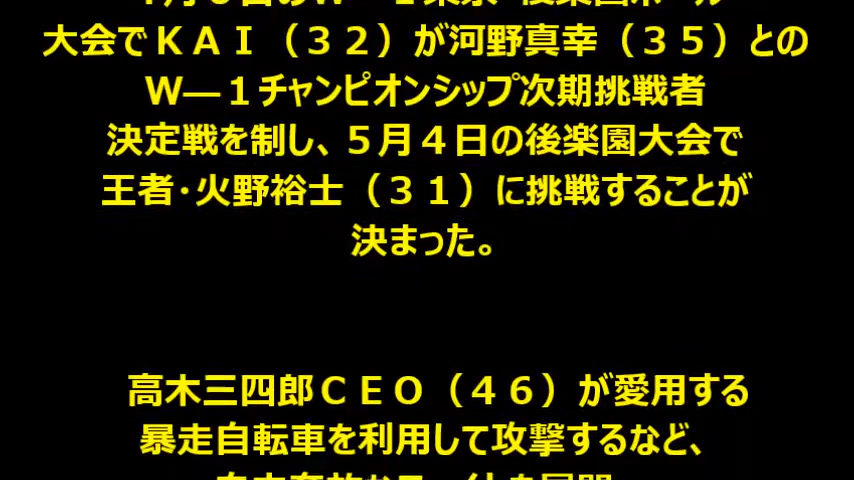 大会でＫＡＩ（３２）が河野真幸（３５）との
W―１チャンピオンシップ次期挑戦者
決定戦を制し、５月４日の後楽園大会で
王者・火野裕士（３１）に挑戦することが
決まった。
高木三四郎ＣＥＯ（４６）が愛用する
暴走自転車を利用して攻撃するなど、